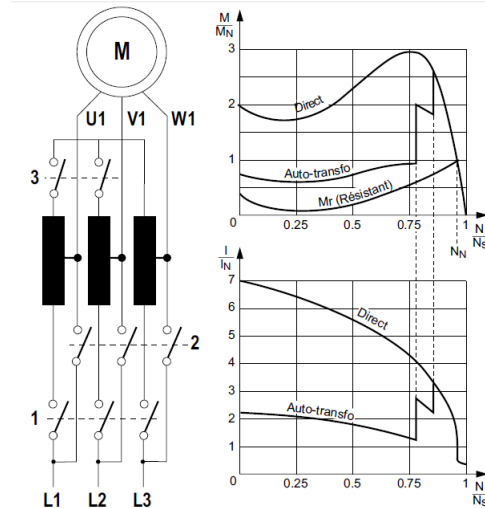 M
U1 V1 W1
3
2
1
L1 L2 L3
M
M_N
3
Direct
2
Auto-transfo
1
Mr (Résistant)
0
0.25 0.5 0.75 1 N
N_S
N_N
I
I_N
7
6
Direct
5
4
3
Auto-transfo
2
1
0
0.25 0.5 0.75 1 N
N_S